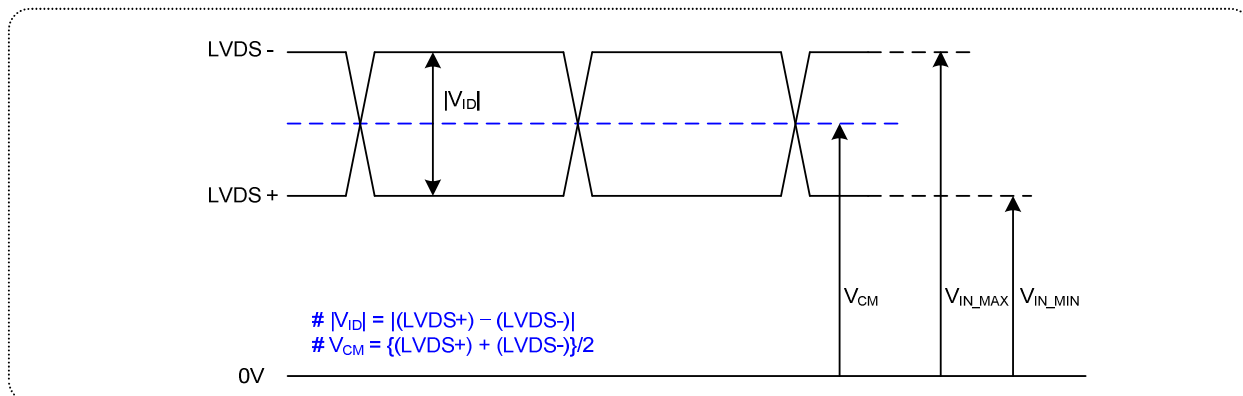 LVDS -
|VID|
LVDS +
VCM
VIN_MAX
VIN_MIN
# |VID| = |(LVDS+) – (LVDS-)|
# VCM = {(LVDS+) + (LVDS-)}/2
0V